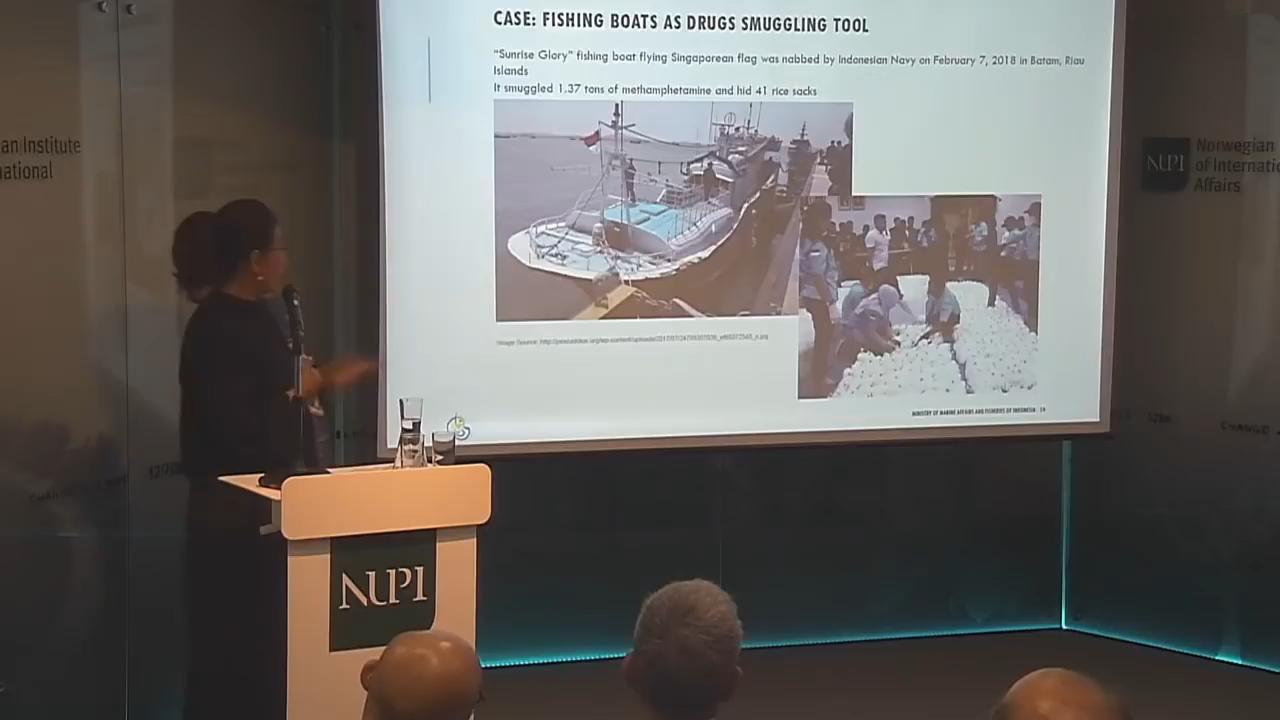 CASE: FISHING BOATS AS DRUGS SMUGGLING TOOL
"Sunrise Glory" fishing boat flying Singaporean flag was nabbed by Indonesian Navy on February 7, 2018 in Batam, Riau
Islands
It smuggled 1.37 tons of methamphetamine and hid 41 rice sacks
MINISTRY OF MARINE AFFAIRS AND FISHERIES OF INDONESIA
an Institute
national
NUPI
Norwegian
of Internatio
Affairs
NUPI